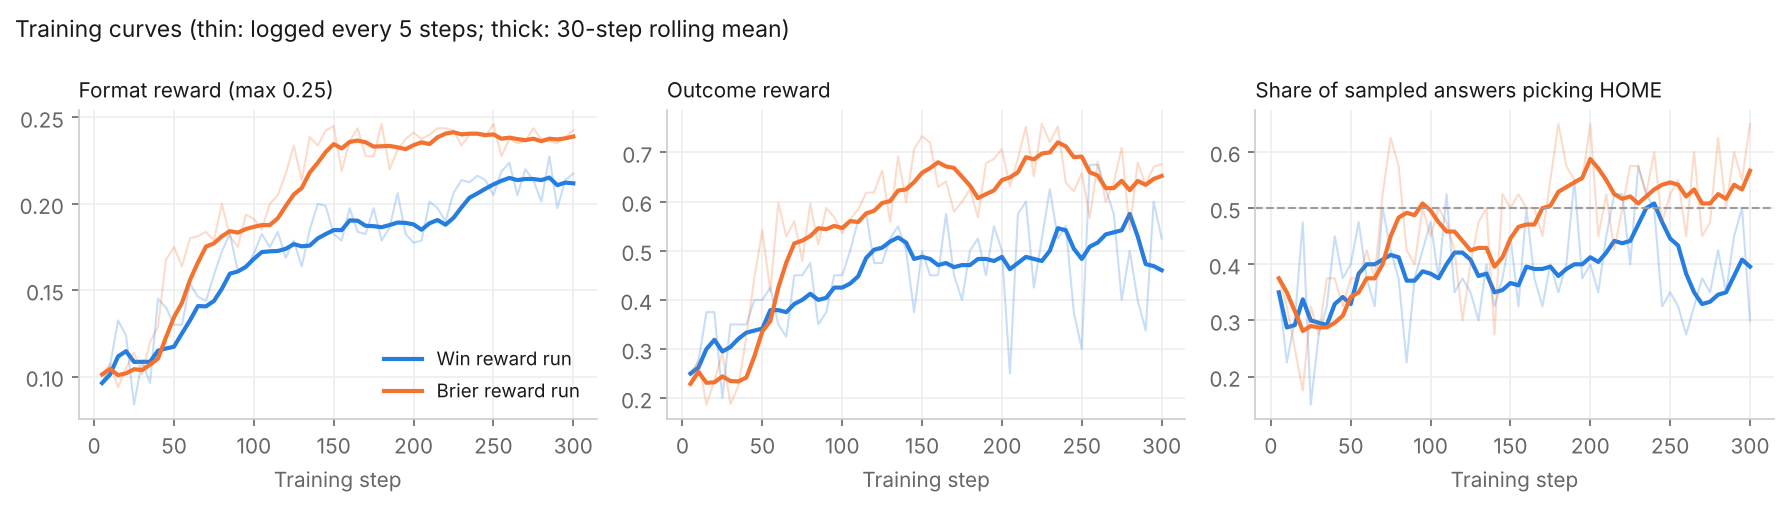 Training curves (thin: logged every 5 steps; thick: 30-step rolling mean)
Format reward (max 0.25)
0.25
0.20
0.15
0.10
0 50 100 150 200 250 300
Training step
Win reward run
Brier reward run
Outcome reward
0.7
0.6
0.5
0.4
0.3
0.2
0 50 100 150 200 250 300
Training step
Share of sampled answers picking HOME
0.6
0.5
0.4
0.3
0.2
0 50 100 150 200 250 300
Training step